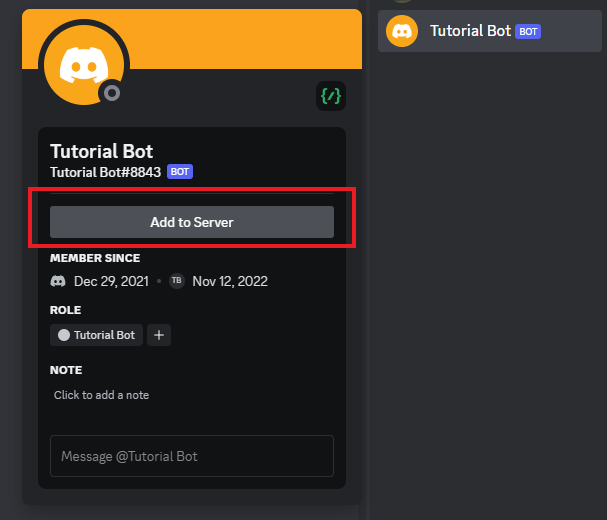 Tutorial Bot BOT
{/}
Tutorial Bot
Tutorial Bot#8843 BOT
Add to Server
MEMBER SINCE
Dec 29, 2021 • TB Nov 12, 2022
ROLE
Tutorial Bot +
NOTE
Click to add a note
Message @Tutorial Bot